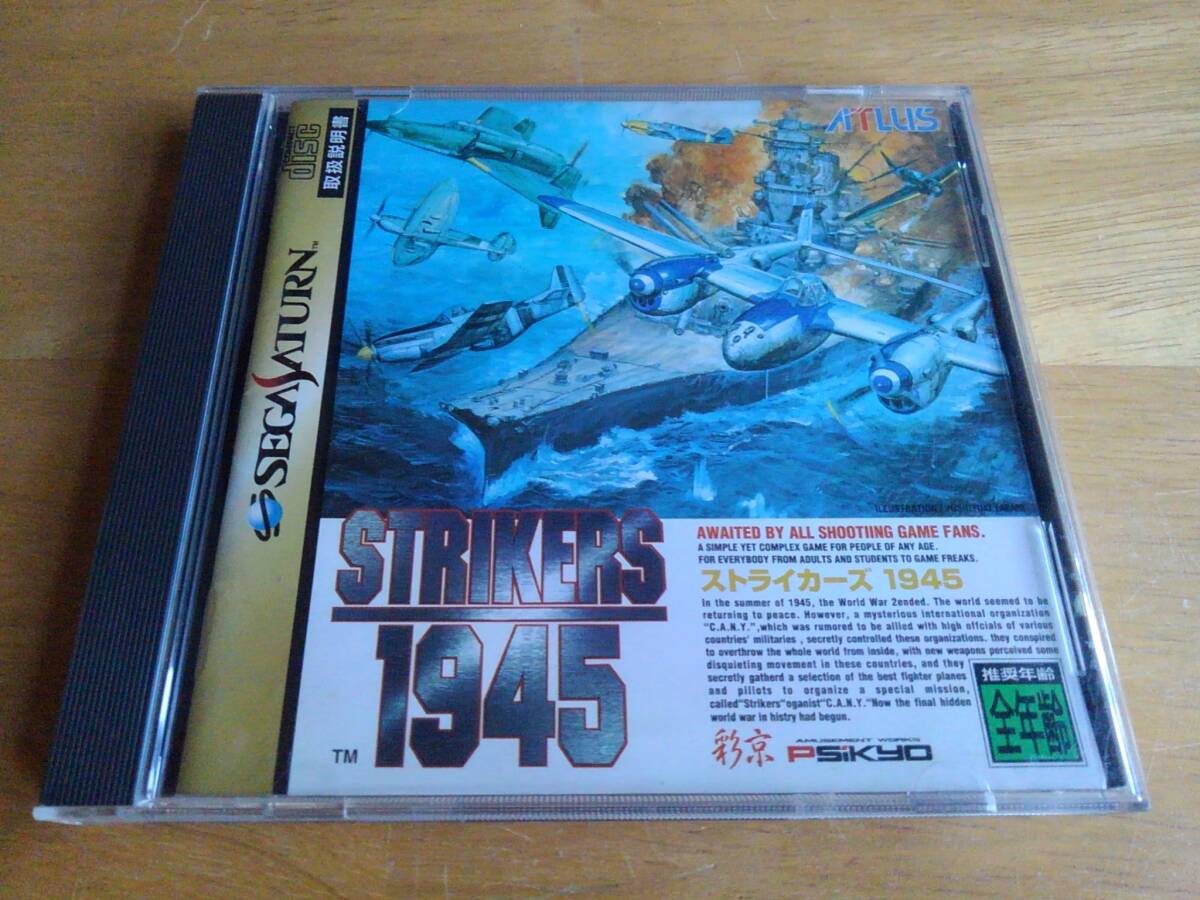 COMPACT
disc
取扱説明書
SEGA SATURN™
ATLUS
STRIKERS
1945
TM
AWAITED BY ALL SHOOTIING GAME FANS.
A SIMPLE YET COMPLEX GAME FOR PEOPLE OF ANY AGE.
FOR EVERYBODY FROM ADULTS AND STUDENTS TO GAME FREAKS.
ストライカーズ 1945
In the summer of 1945, the World War 2ended. The world seemed to be
returning to peace. However, a mysterious international organization
"C.A.N.Y.",which was rumored to be allied with high offcials of various
countries' militaries , secretly controlled these organizations. they conspired
to overthrow the whole world from inside, with new weapons perceived some
disquieting movement in these countries, and they
secretly gatherd a selection of the best fighter planes
and pilots to organize a special mission,
called"Strikers"oganist"C.A.N.Y."Now the final hidden
world war in histry had begun.
推奨年齢
全年齢
彩京
AMUSEMENT WORKS
PSiKYO
ILLUSTRATION